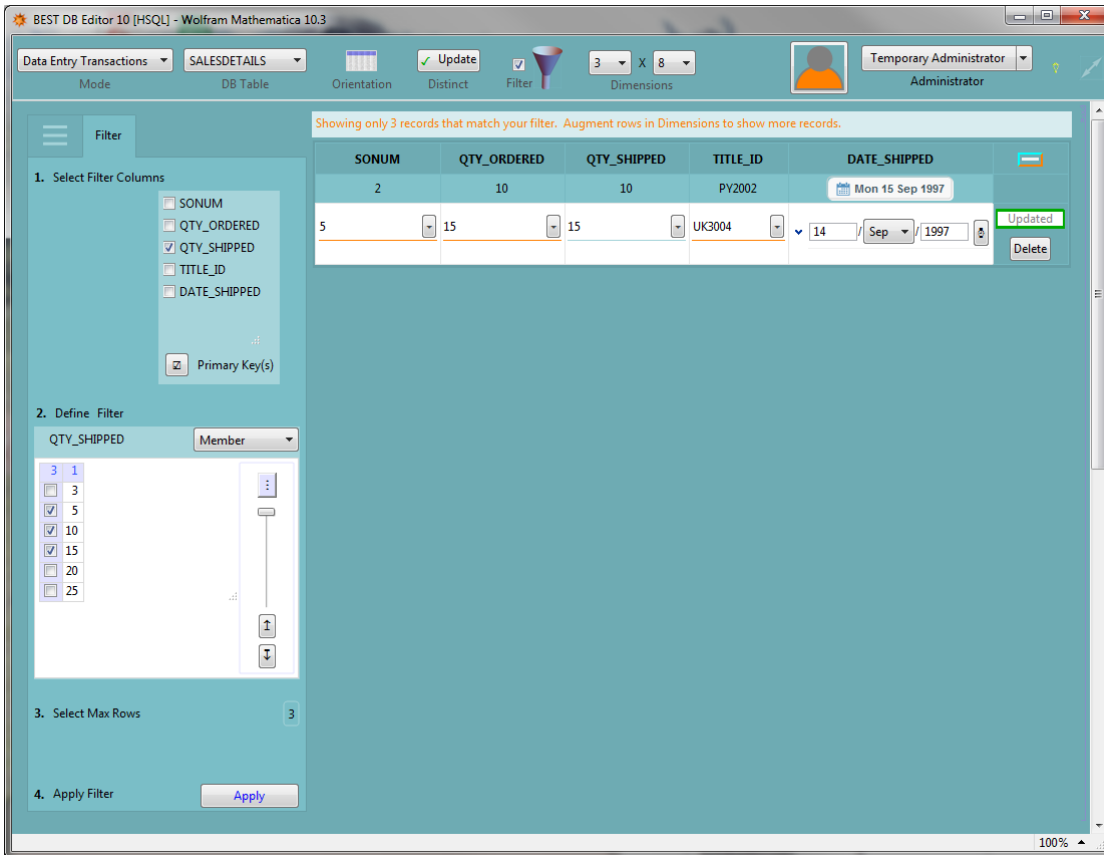 BEST DB Editor 10 [HSQL] - Wolfram Mathematica 10.3
Data Entry Transactions SALESDETAILS Update 3 X 8 Temporary Administrator
Mode DB Table Orientation Distinct Filter Dimensions Administrator
Filter
Showing only 3 records that match your filter. Augment rows in Dimensions to show more records.
SONUM QTY_ORDERED QTY_SHIPPED TITLE_ID DATE_SHIPPED
2 10 10 PY2002 Mon 15 Sep 1997
5 15 15 UK3004 14 / Sep / 1997 Updated
Delete
1. Select Filter Columns
SONUM
QTY_ORDERED
QTY_SHIPPED
TITLE_ID
DATE_SHIPPED
Primary Key(s)
2. Define Filter
QTY_SHIPPED Member
3 1
3
5
10
15
20
25
3. Select Max Rows 3
4. Apply Filter Apply
100%